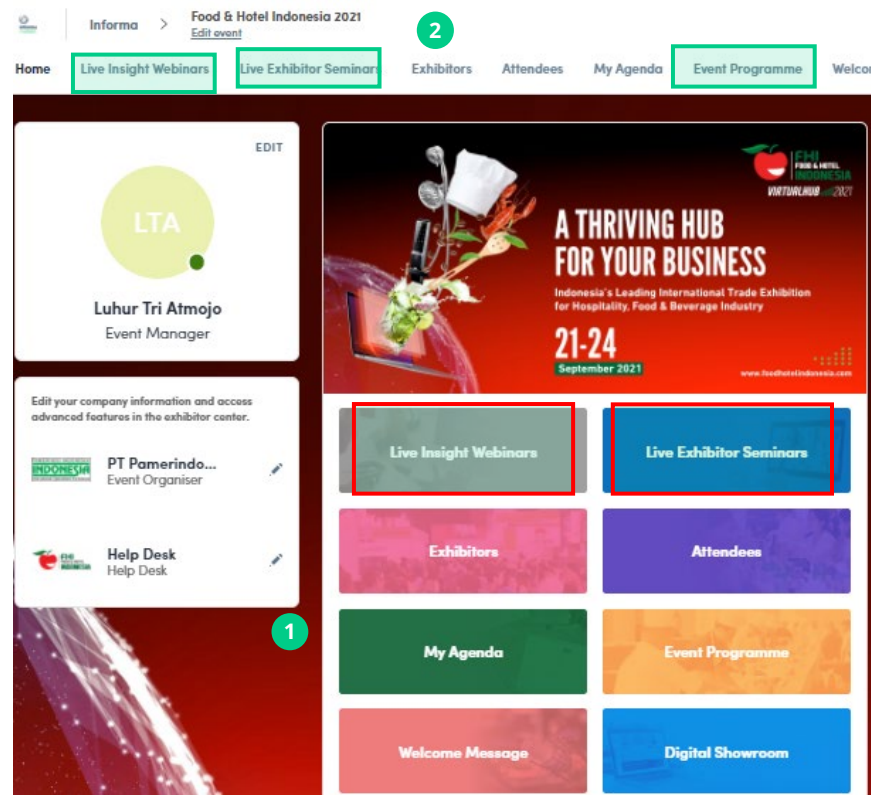 Informa > Food & Hotel Indonesia 2021
Edit event
2
Home Live Insight Webinars Live Exhibitor Seminars Exhibitors Attendees My Agenda Event Programme Welcom
EDIT
LTA
Luhur Tri Atmojo
Event Manager
Edit your company information and access
advanced features in the exhibitor center.
INDONESIA
PT Pamerindo...
Event Organiser
FHI
Help Desk
Help Desk
1
FHI
FOOD & HOTEL
INDONESIA
VIRTUALHUB 2021
A THRIVING HUB
FOR YOUR BUSINESS
Indonesia's Leading International Trade Exhibition
for Hospitality, Food & Beverage Industry
21-24
September 2021
www.foodhotelindonesia.com
Live Insight Webinars
Live Exhibitor Seminars
Exhibitors
Attendees
My Agenda
Event Programme
Welcome Message
Digital Showroom